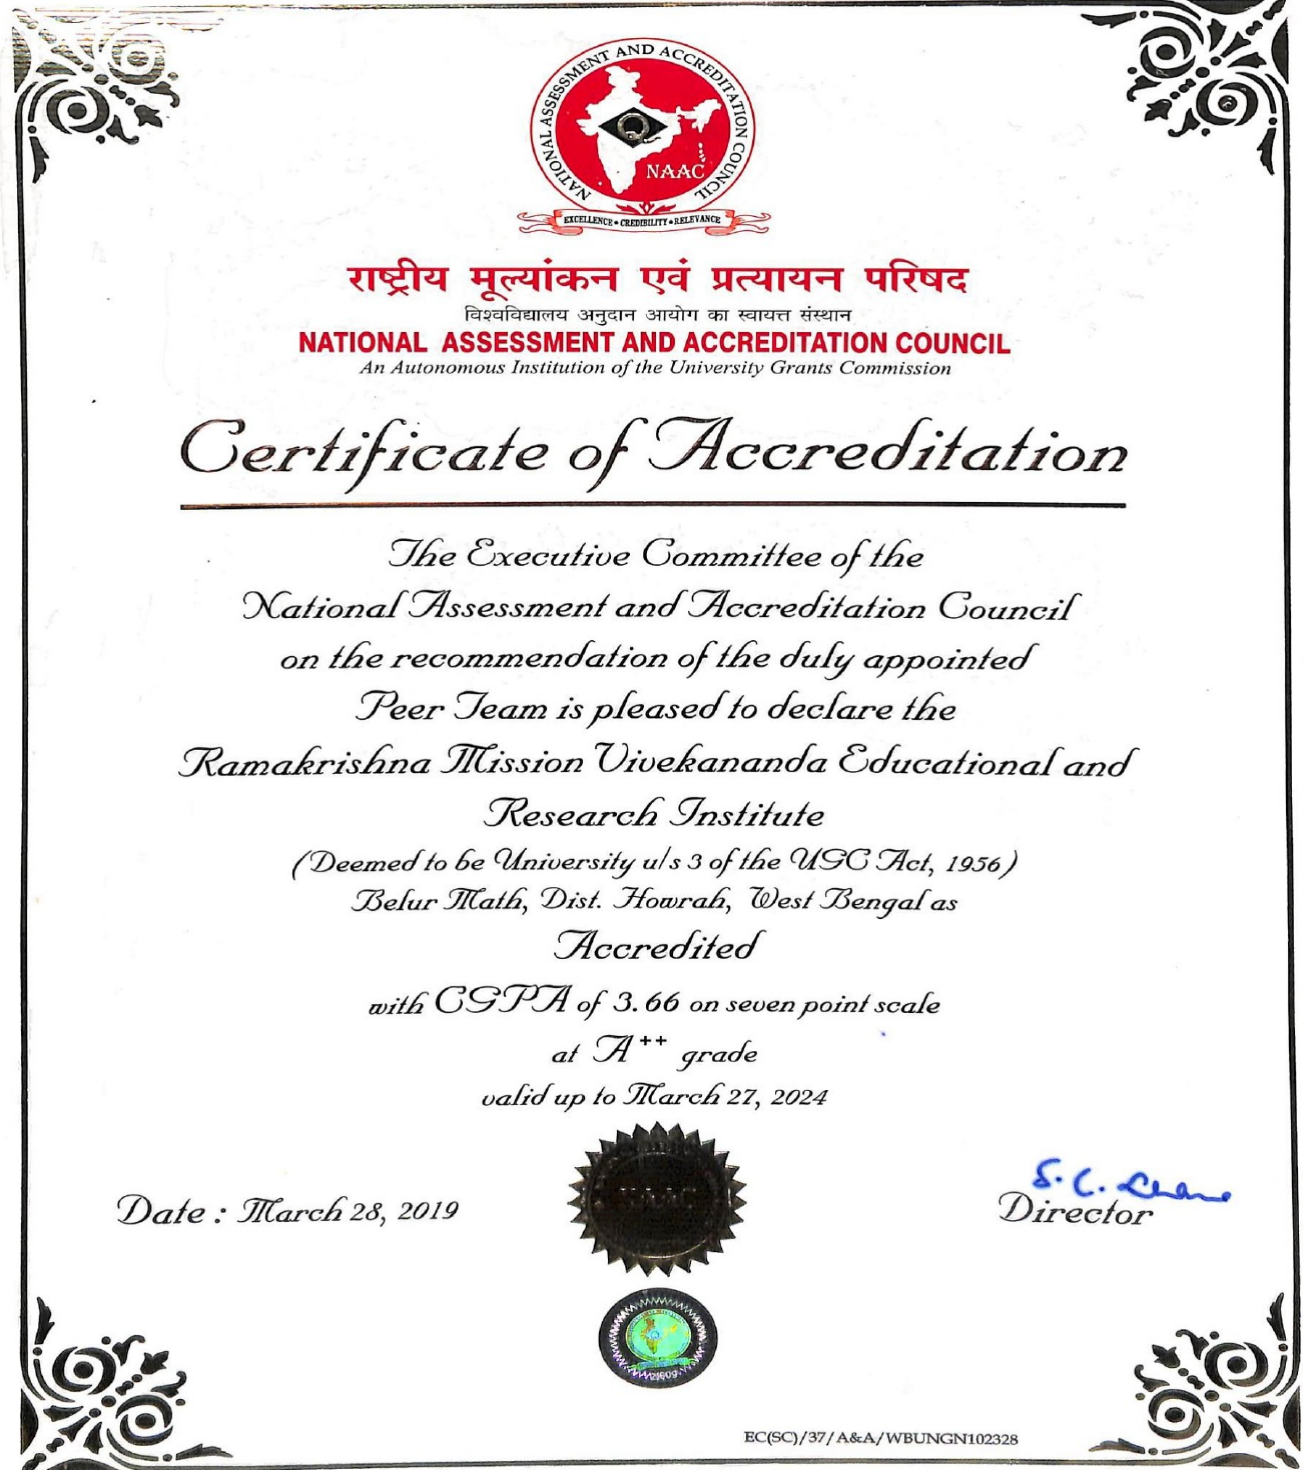 NATIONAL ASSESSMENT AND ACCREDITATION COUNCIL
NAAC
EXCELLENCE • CREDIBILITY • RELEVANCE
राष्ट्रीय मूल्यांकन एवं प्रत्यायन परिषद
विश्वविद्यालय अनुदान आयोग का स्वायत्त संस्थान
NATIONAL ASSESSMENT AND ACCREDITATION COUNCIL
An Autonomous Institution of the University Grants Commission
Certificate of Accreditation
The Executive Committee of the
National Assessment and Accreditation Council
on the recommendation of the duly appointed
Peer Team is pleased to declare the
Ramakrishna Mission Vivekananda Educational and
Research Institute
(Deemed to be University u/s 3 of the UGC Act, 1956)
Belur Math, Dist. Howrah, West Bengal as
Accredited
with CGPA of 3.66 on seven point scale
at A++ grade
valid up to March 27, 2024
NAAC
Date : March 28, 2019
S. C.
Director
EC(SC)/37/A&A/WBUNGN102328